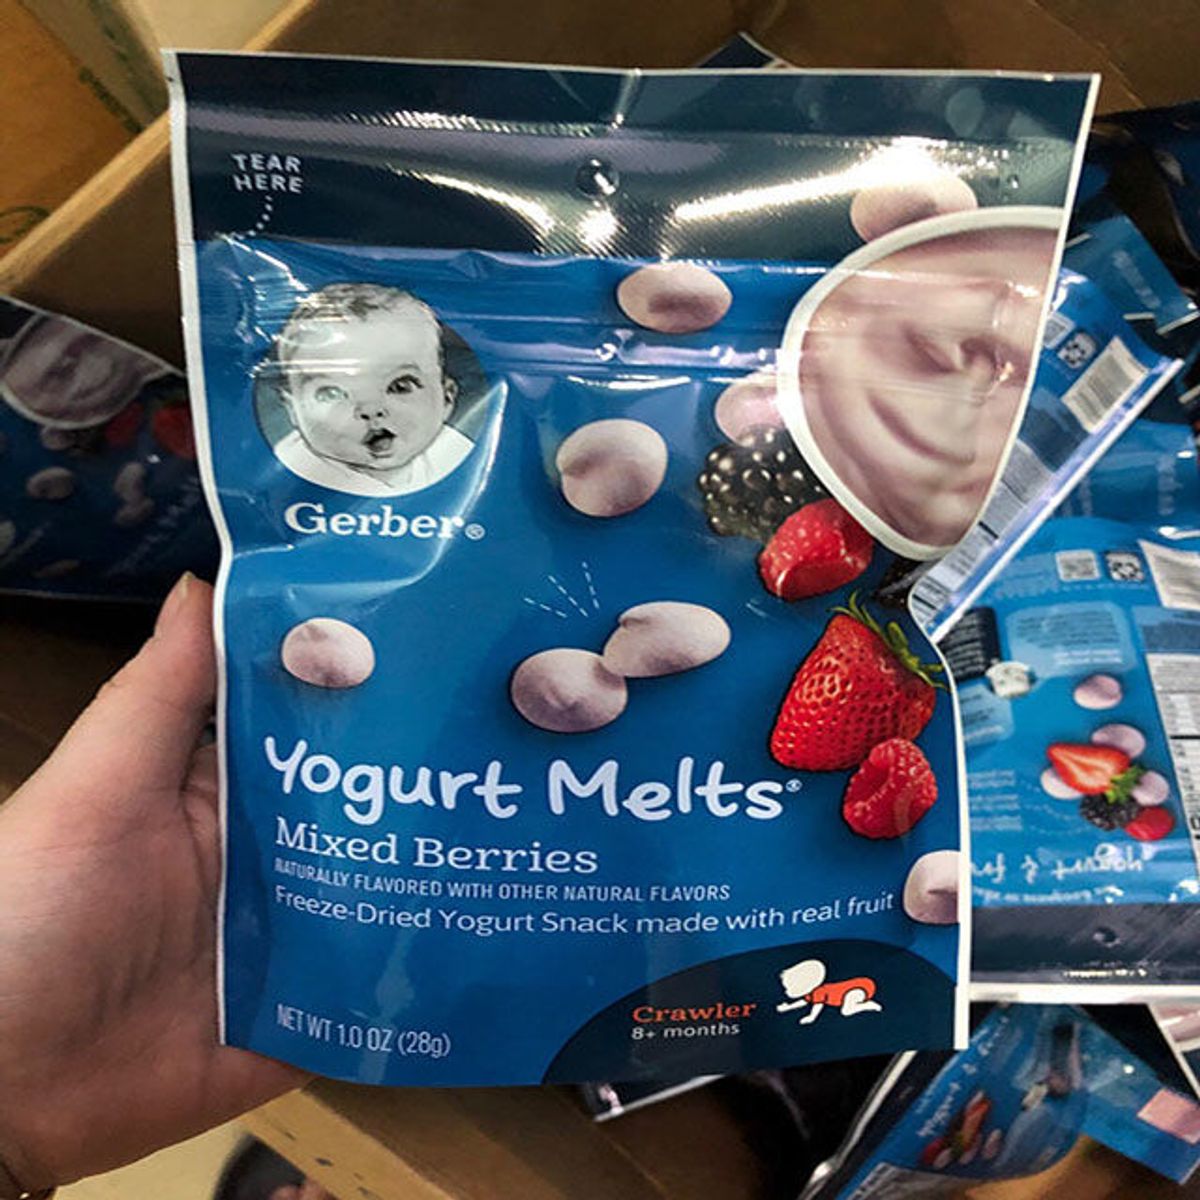 TEAR
HERE
Gerber®
Yogurt Melts®
Mixed Berries
NATURALLY FLAVORED WITH OTHER NATURAL FLAVORS
Freeze-Dried Yogurt Snack made with real fruit
Crawler
8+ months
NET WT 1.0 OZ (28g)